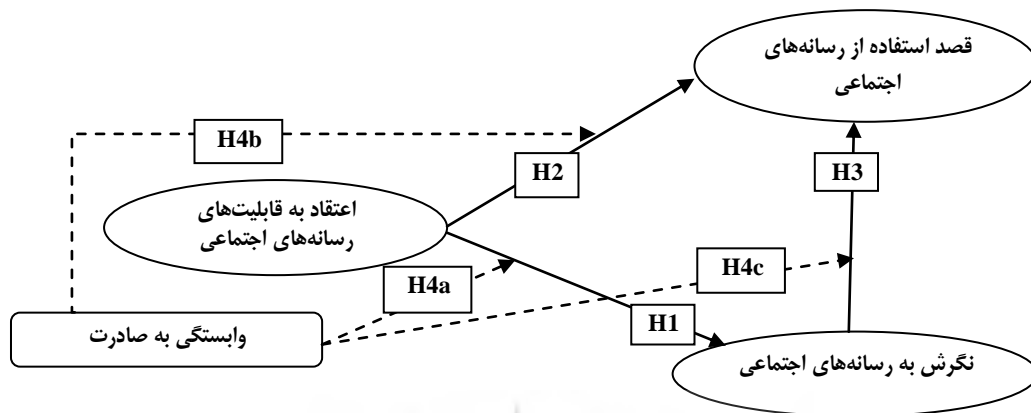 قصد استفاده از رسانه‌های
اجتماعی
H4b
H2
H3
اعتقاد به قابلیت‌های
رسانه‌های اجتماعی
H4a
H4c
H1
وابستگی به صادرت
نگرش به رسانه‌های اجتماعی